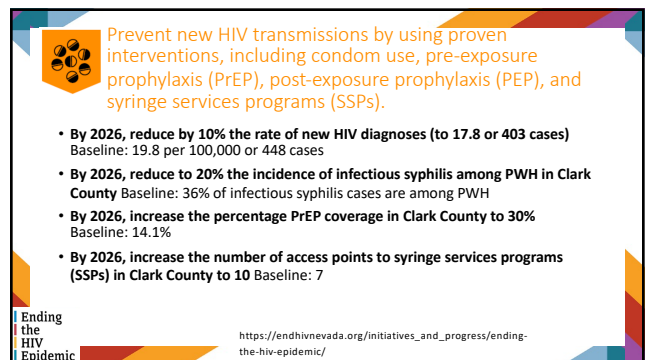 Prevent new HIV transmissions by using proven
interventions, including condom use, pre-exposure
prophylaxis (PrEP), post-exposure prophylaxis (PEP), and
syringe services programs (SSPs).
• By 2026, reduce by 10% the rate of new HIV diagnoses (to 17.8 or 403 cases)
Baseline: 19.8 per 100,000 or 448 cases
• By 2026, reduce to 20% the incidence of infectious syphilis among PWH in Clark
County Baseline: 36% of infectious syphilis cases are among PWH
• By 2026, increase the percentage PrEP coverage in Clark County to 30%
Baseline: 14.1%
• By 2026, increase the number of access points to syringe services programs
(SSPs) in Clark County to 10 Baseline: 7
Ending
the
HIV
Epidemic
https://endhivnevada.org/initiatives_and_progress/ending-
the-hiv-epidemic/